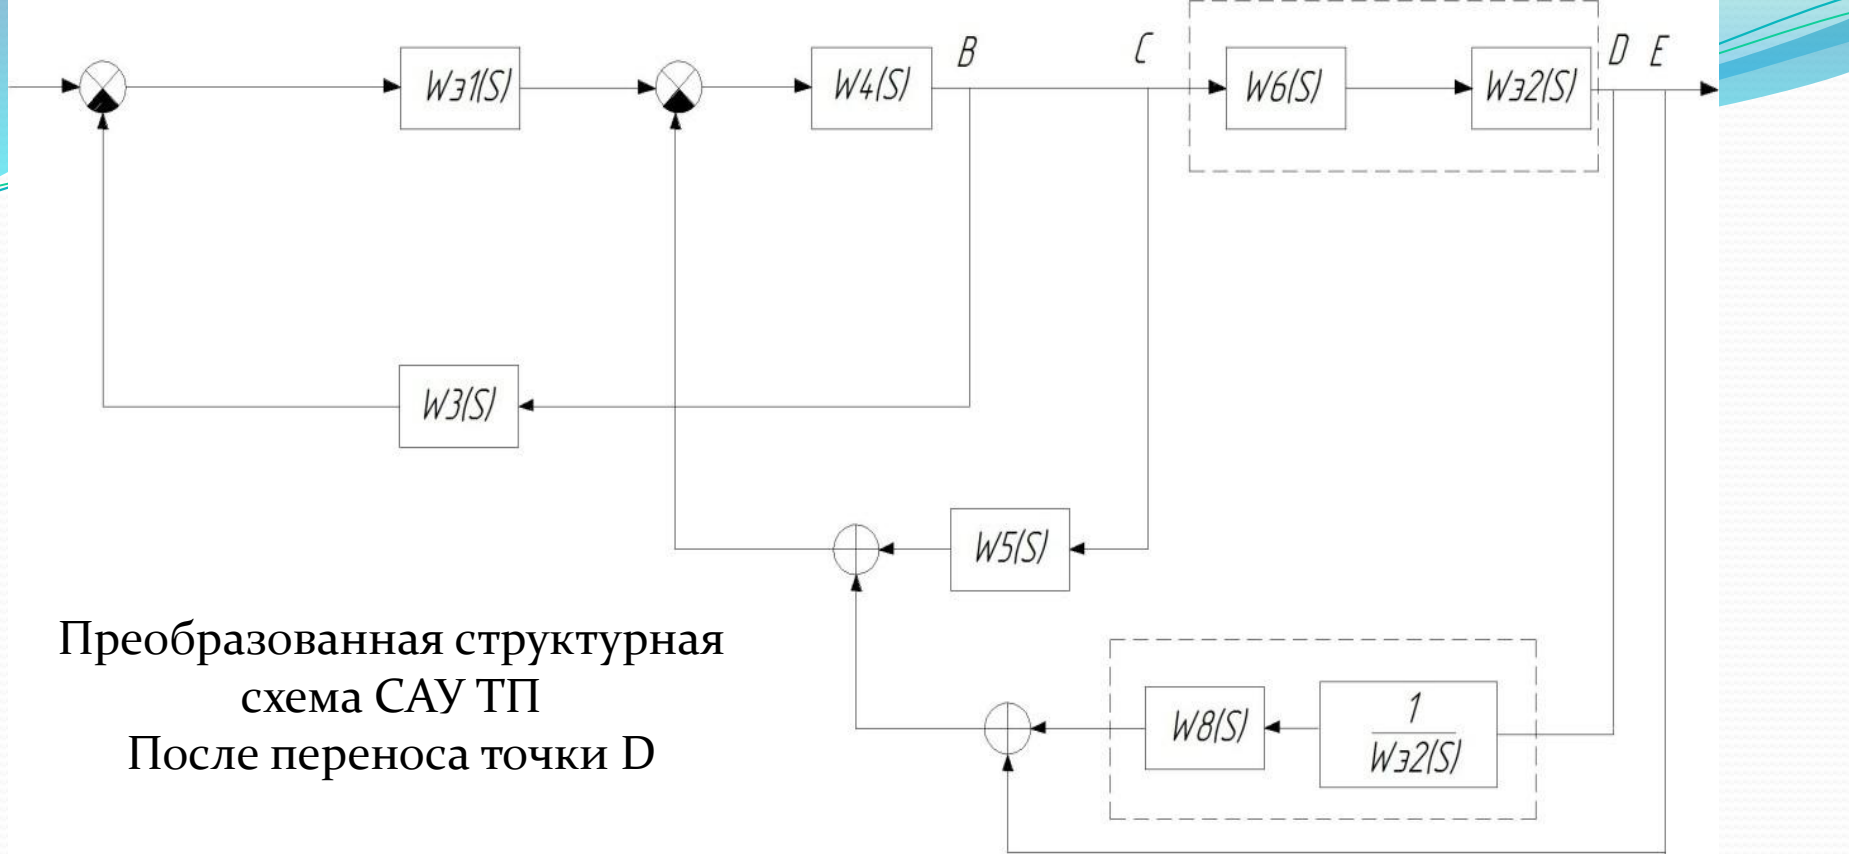 B
C
D E
Wэ1(S)
W4(S)
W6(S)
Wэ2(S)
W3(S)
W5(S)
Преобразованная структурная
схема САУ ТП
После переноса точки D
W8(S)
1
Wэ2(S)